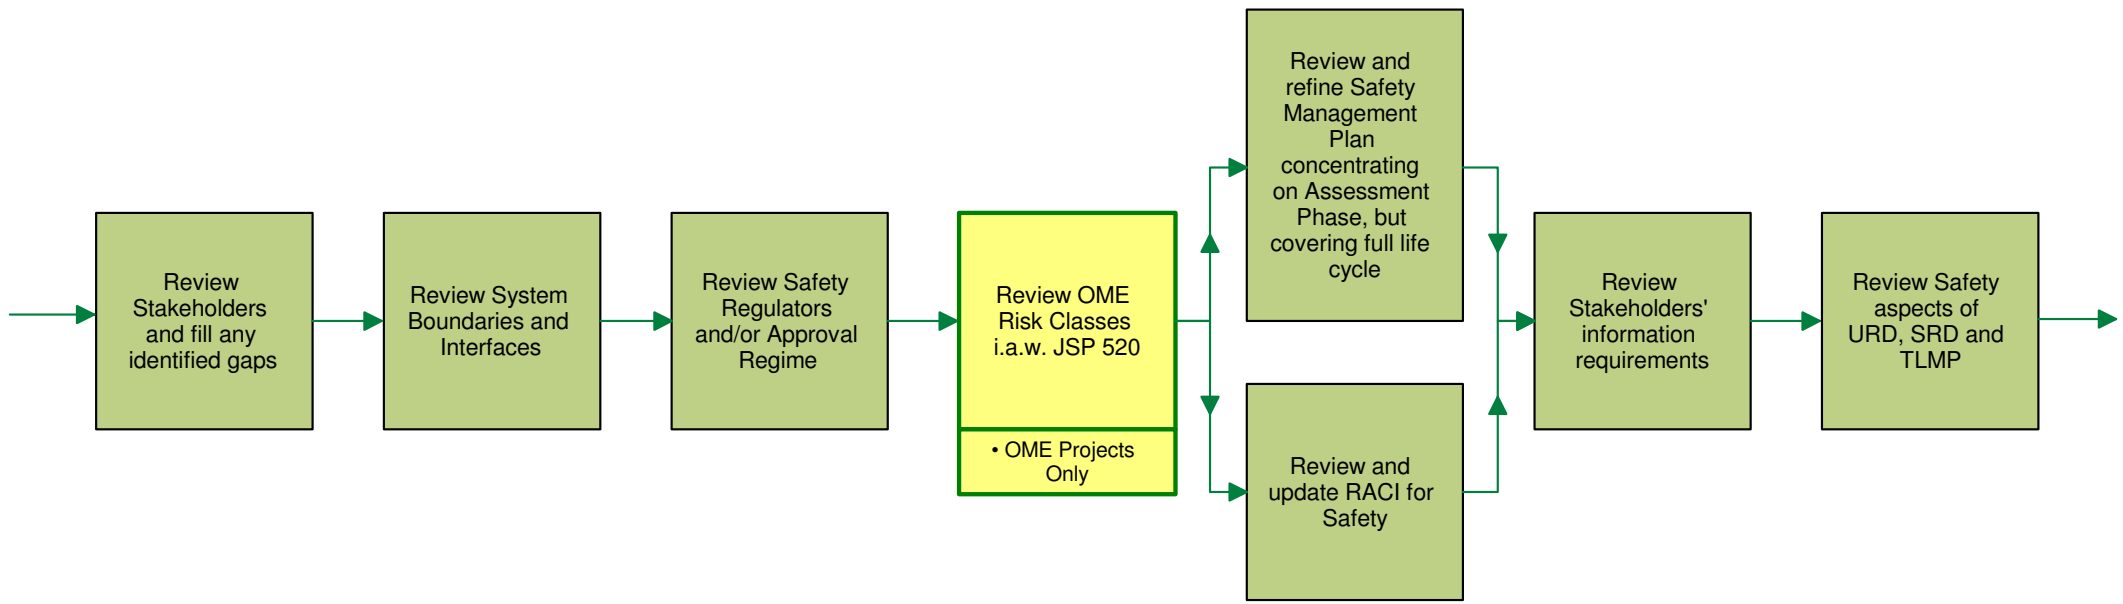 Review
Stakeholders
and fill any
identified gaps
Review System
Boundaries and
Interfaces
Review Safety
Regulators
and/or Approval
Regime
Review OME
Risk Classes
i.a.w. JSP 520
• OME Projects
Only
Review and
refine Safety
Management
Plan
concentrating
on Assessment
Phase, but
covering full life
cycle
Review and
update RACI for
Safety
Review
Stakeholders'
information
requirements
Review Safety
aspects of
URD, SRD and
TLMP